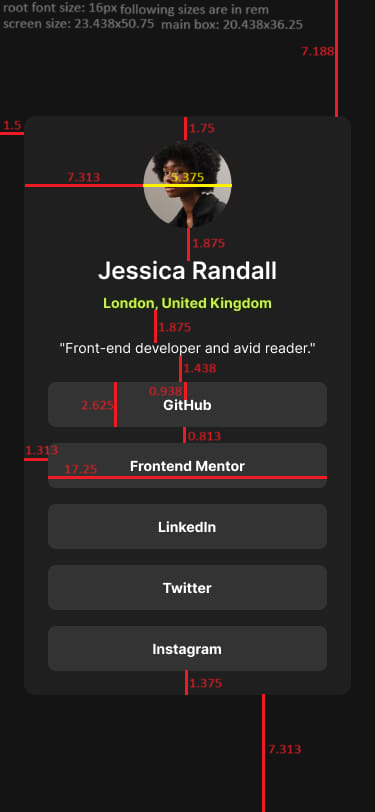 root font size: 16px following sizes are in rem
screen size: 23.438x50.75 main box: 20.438x36.25
7.188
1.5
1.75
7.313
5.375
1.875
Jessica Randall
London, United Kingdom
1.875
"Front-end developer and avid reader."
1.438
0.938
2.625
GitHub
0.813
1.313
17.25
Frontend Mentor
LinkedIn
Twitter
Instagram
1.375
7.313